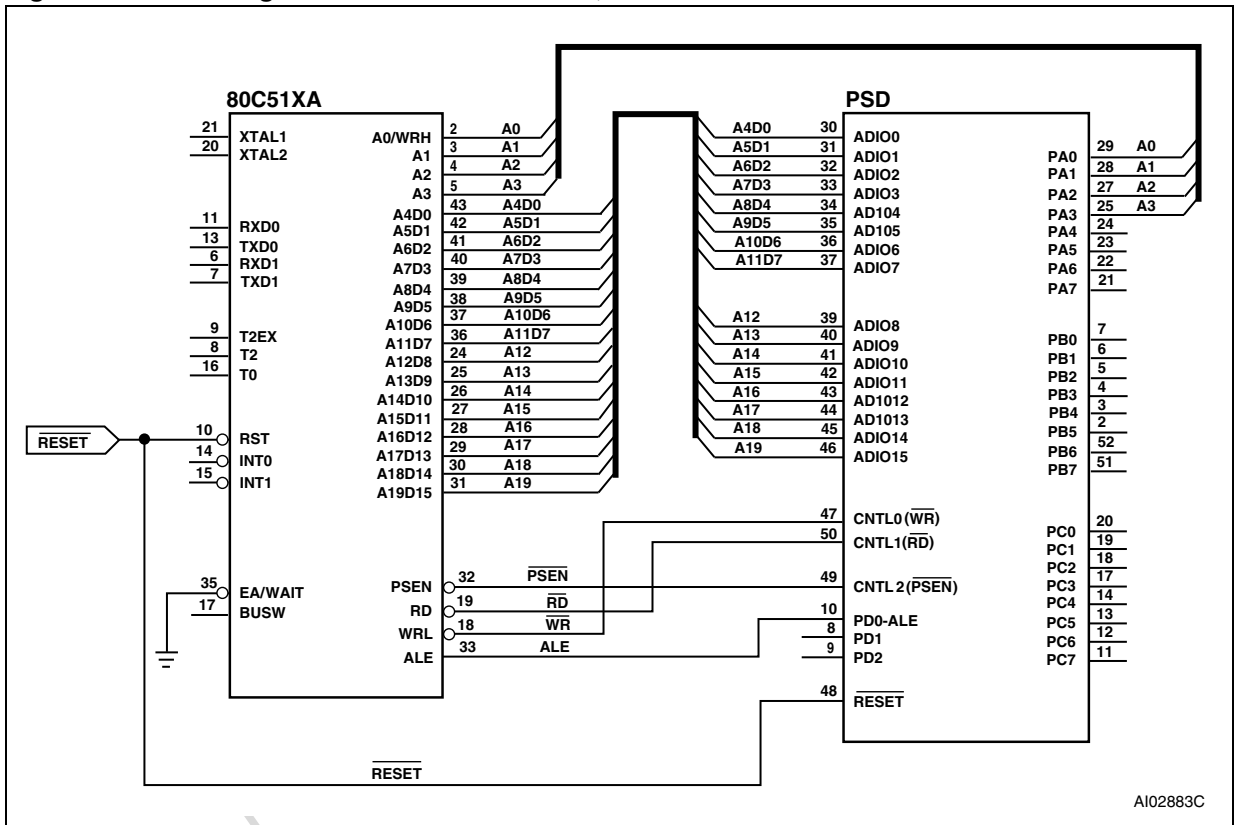 80C51XA
21 XTAL1
20 XTAL2
11 RXD0
13 TXD0
6 RXD1
7 TXD1
9 T2EX
8 T2
16 T0
RESET
10 RST
14 INT0
15 INT1
35 EA/WAIT
17 BUSW
A0/WRH 2 A0
A1 3 A1
A2 4 A2
A3 5 A3
A4D0 43 A4D0
A5D1 42 A5D1
A6D2 41 A6D2
A7D3 40 A7D3
A8D4 39 A8D4
A9D5 38 A9D5
A10D6 37 A10D6
A11D7 36 A11D7
A12D8 24 A12
A13D9 25 A13
A14D10 26 A14
A15D11 27 A15
A16D12 28 A16
A17D13 29 A17
A18D14 30 A18
A19D15 31 A19
PSEN 32 PSEN
RD 19 RD
WRL 18 WR
ALE 33 ALE
RESET
PSD
A4D0 30 ADIO0
A5D1 31 ADIO1
A6D2 32 ADIO2
A7D3 33 ADIO3
A8D4 34 AD104
A9D5 35 AD105
A10D6 36 ADIO6
A11D7 37 ADIO7
A12 39 ADIO8
A13 40 ADIO9
A14 41 ADIO10
A15 42 ADIO11
A16 43 AD1012
A17 44 AD1013
A18 45 ADIO14
A19 46 ADIO15
47 CNTL0(WR)
50 CNTL1(RD)
49 CNTL2(PSEN)
10 PD0-ALE
8 PD1
9 PD2
48 RESET
PA0 29 A0
PA1 28 A1
PA2 27 A2
PA3 25 A3
PA4 24
PA5 23
PA6 22
PA7 21
PB0 7
PB1 6
PB2 5
PB3 4
PB4 3
PB5 2
PB6 52
PB7 51
PC0 20
PC1 19
PC2 18
PC3 17
PC4 14
PC5 13
PC6 12
PC7 11
AI02883C